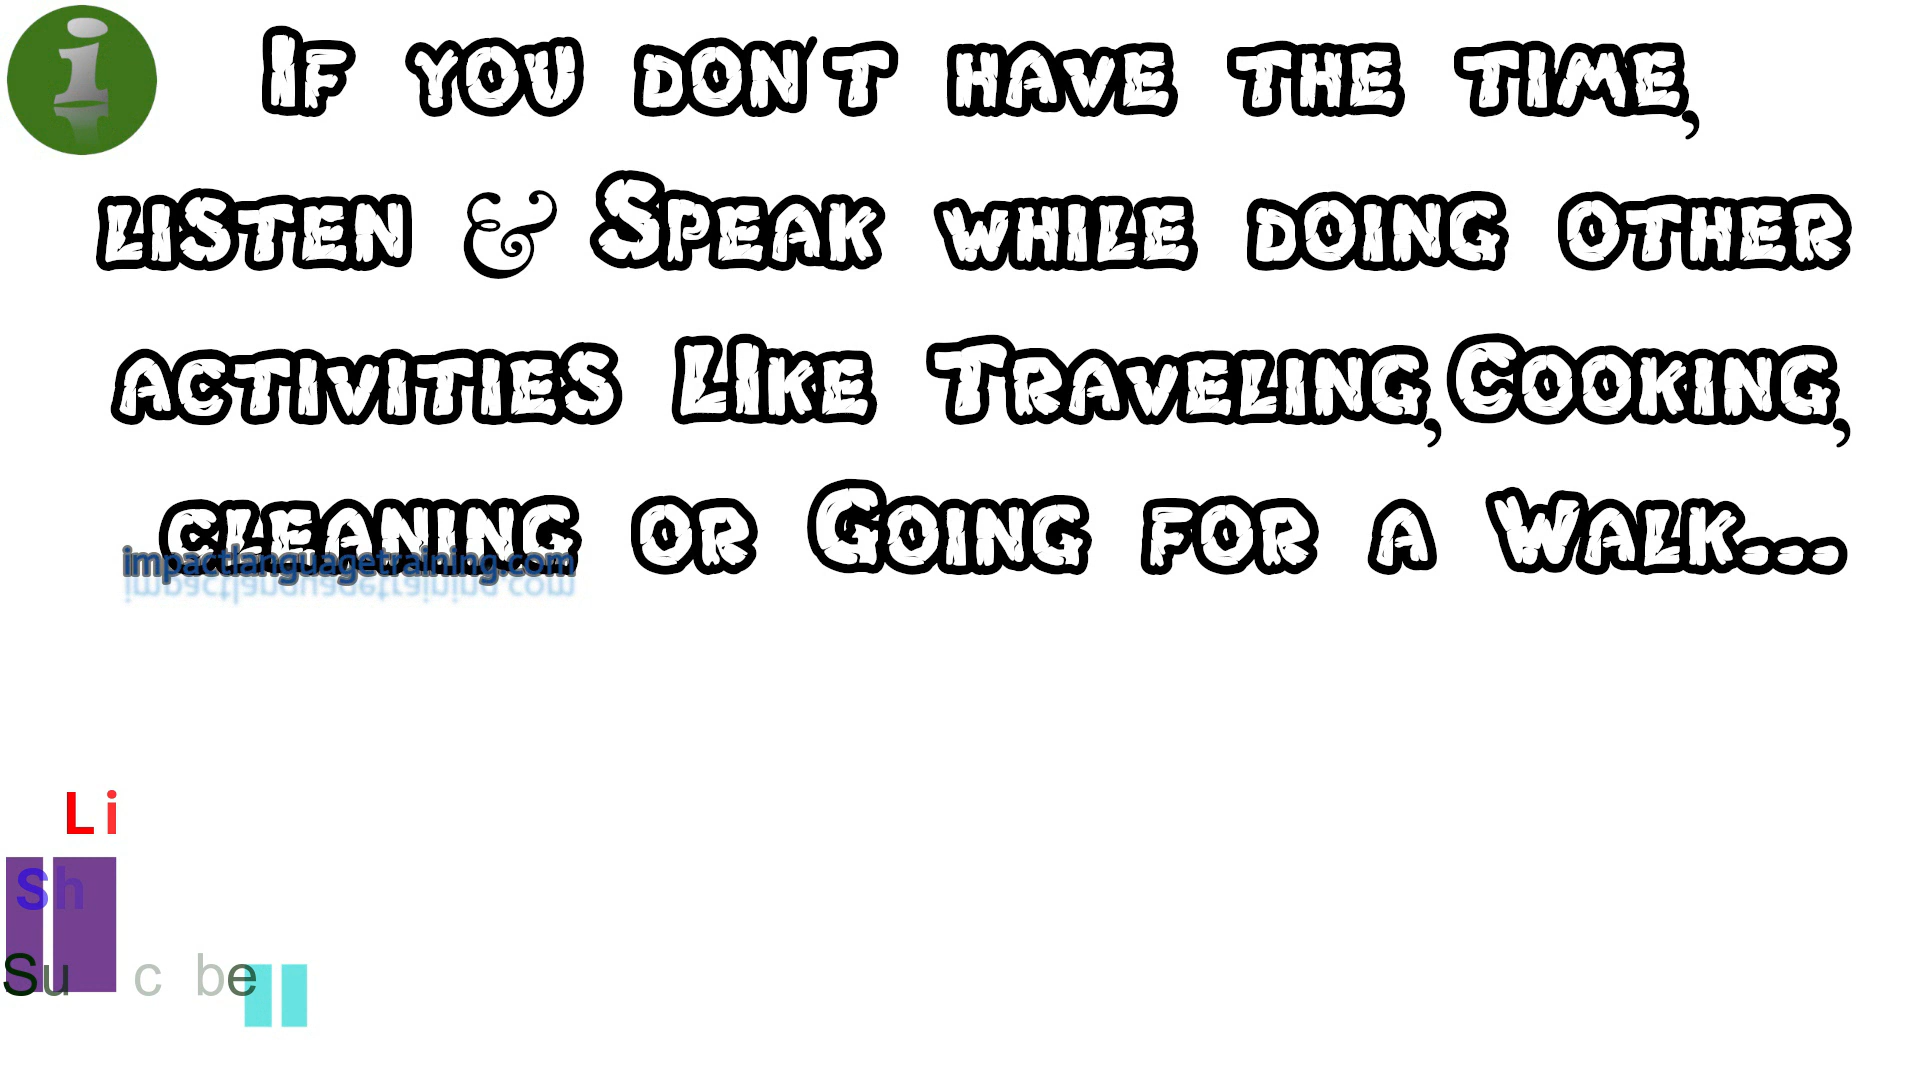 i
If you don't have the time,
listen & Speak while doing other
activities LIke Traveling,Cooking,
cleaning or Going for a Walk...
impactlanguagetraining.com
Li
Sh
Su c be